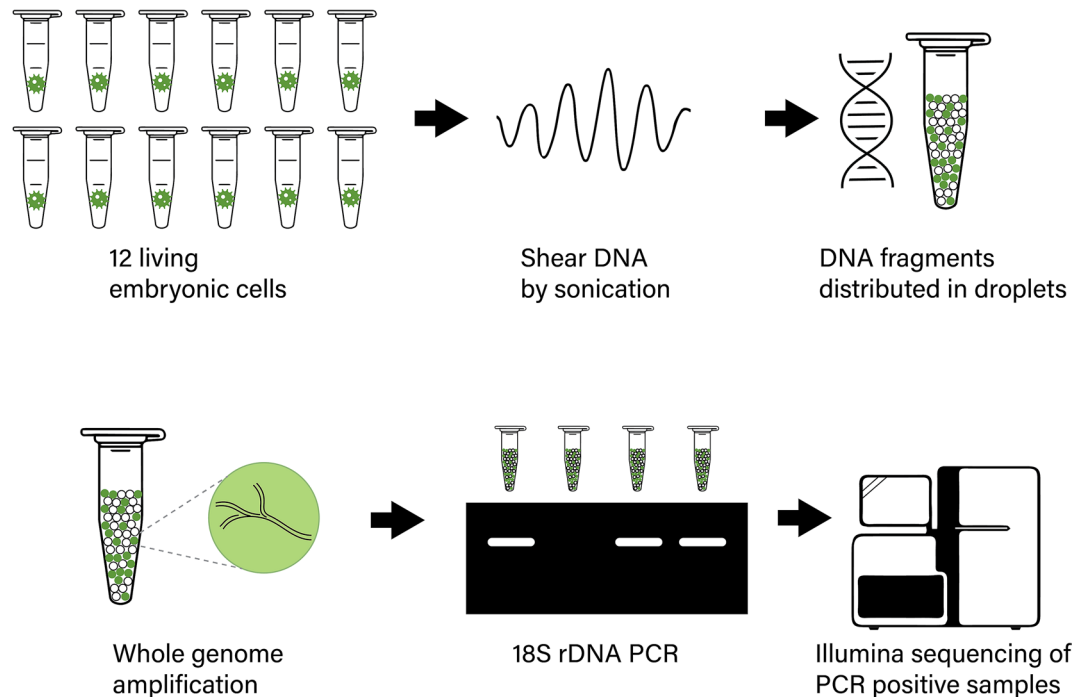 12 living
embryonic cells
Shear DNA
by sonication
DNA fragments
distributed in droplets
Whole genome
amplification
18S rDNA PCR
Illumina sequencing of
PCR positive samples